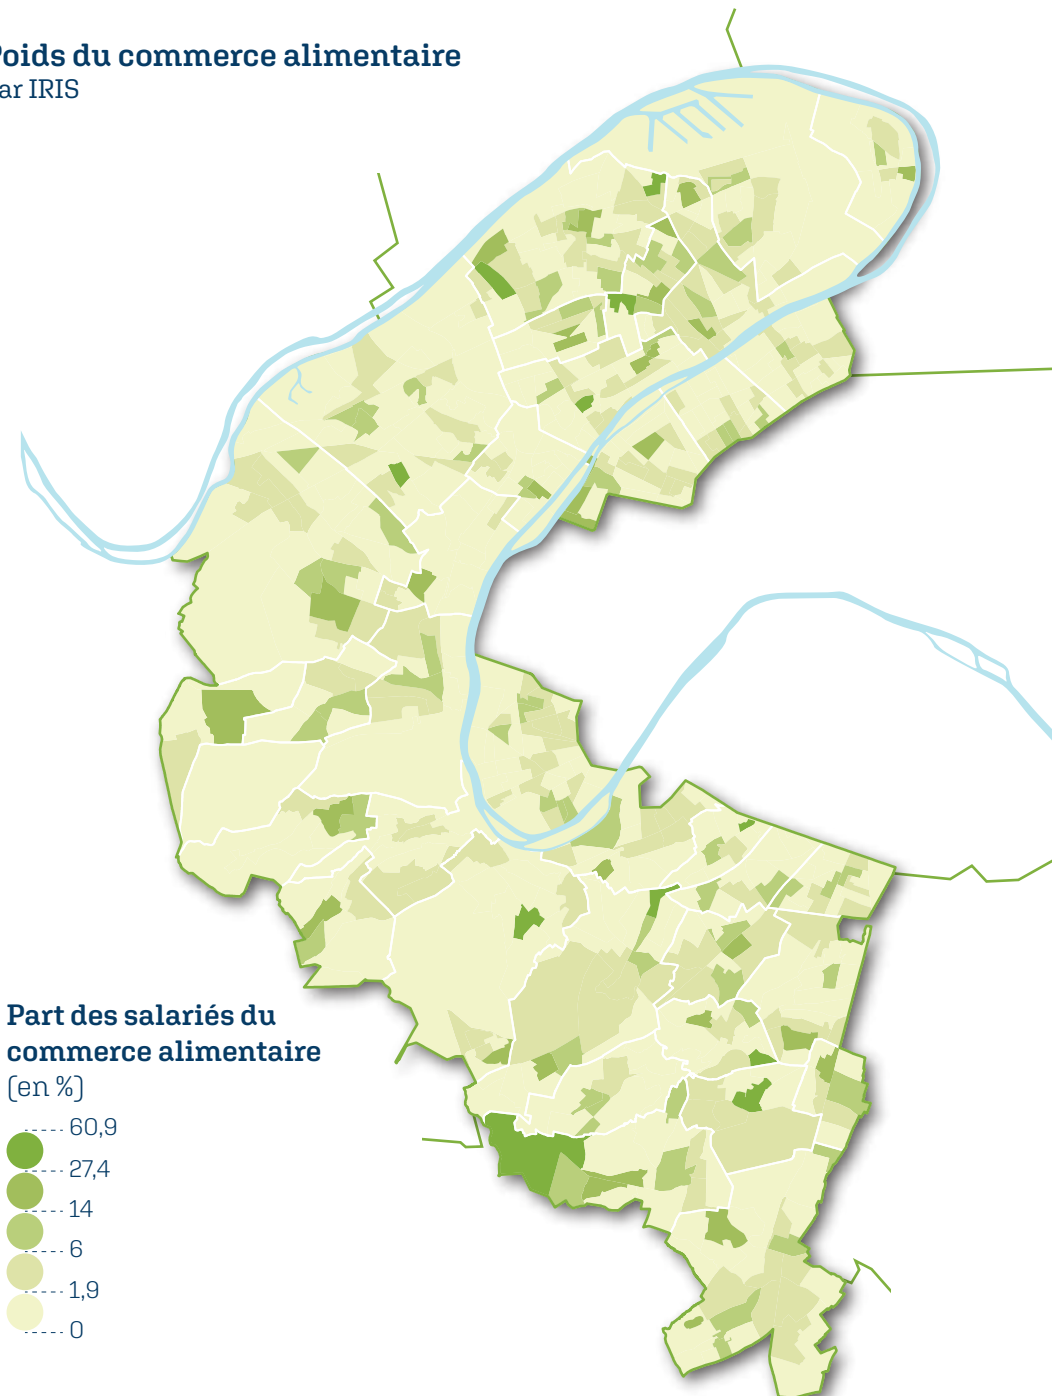 oids du commerce alimentaire
ar IRIS
Part des salariés du
commerce alimentaire
(en %)
60,9
27,4
14
6
1,9
0